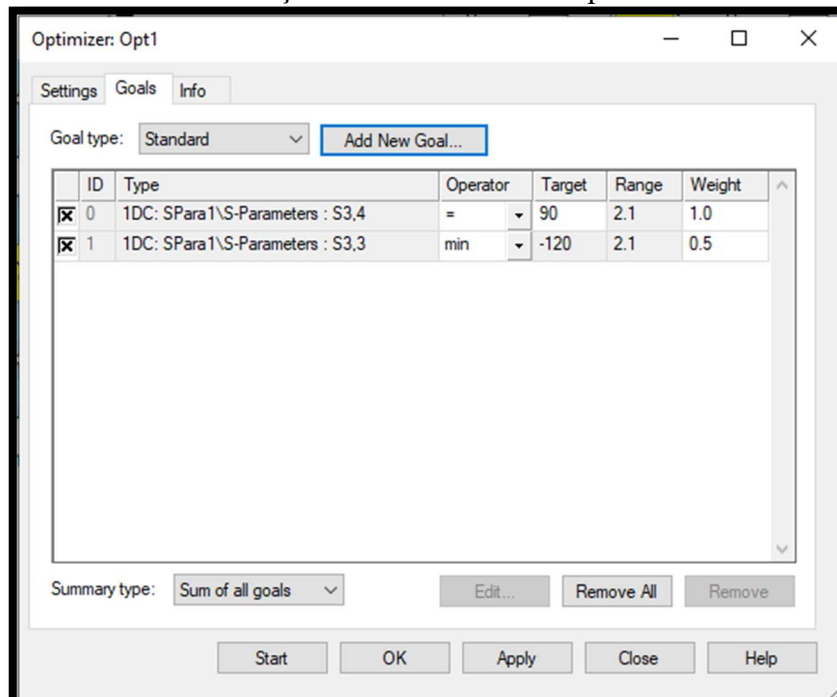 Optimizer: Opt1
Settings Goals Info
Goal type: Standard Add New Goal...
ID Type Operator Target Range Weight
0 1DC: SPara1\S-Parameters : S3,4 = 90 2.1 1.0
1 1DC: SPara1\S-Parameters : S3,3 min -120 2.1 0.5
Summary type: Sum of all goals Edit... Remove All Remove
Start OK Apply Close Help